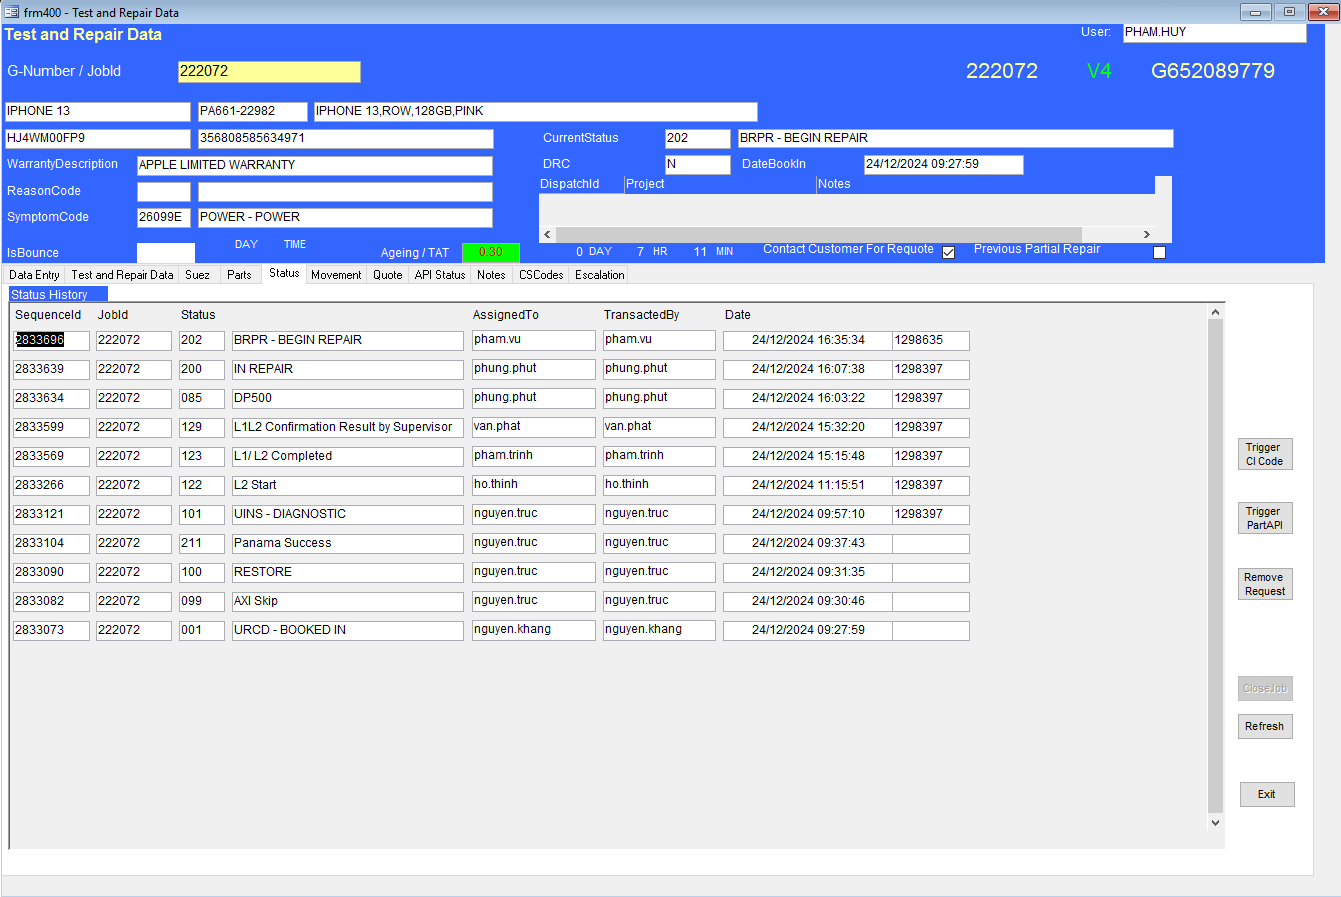 frm400 - Test and Repair Data
Test and Repair Data
User: PHAM.HUY
G-Number / JobId 222072 222072 V4 G652089779
IPHONE 13 PA661-22982 IPHONE 13,ROW,128GB,PINK
HJ4WM00FP9 356808585634971 CurrentStatus 202 BRPR - BEGIN REPAIR
WarrantyDescription APPLE LIMITED WARRANTY DRC N DateBookIn 24/12/2024 09:27:59
ReasonCode DispatchId Project Notes
SymptomCode 26099E POWER - POWER
IsBounce DAY TIME Ageing / TAT 0.30 0 DAY 7 HR 11 MIN Contact Customer For Requote Previous Partial Repair
Data Entry Test and Repair Data Suez Parts Status Movement Quote API Status Notes CSCodes Escalation
Status History
SequenceId JobId Status AssignedTo TransactedBy Date
2833696 222072 202 BRPR - BEGIN REPAIR pham.vu pham.vu 24/12/2024 16:35:34 1298635
2833639 222072 200 IN REPAIR phung.phut phung.phut 24/12/2024 16:07:38 1298397
2833634 222072 085 DP500 phung.phut phung.phut 24/12/2024 16:03:22 1298397
2833599 222072 129 L1L2 Confirmation Result by Supervisor van.phat van.phat 24/12/2024 15:32:20 1298397
2833569 222072 123 L1/ L2 Completed pham.trinh pham.trinh 24/12/2024 15:15:48 1298397
2833266 222072 122 L2 Start ho.thinh ho.thinh 24/12/2024 11:15:51 1298397
2833121 222072 101 UINS - DIAGNOSTIC nguyen.truc nguyen.truc 24/12/2024 09:57:10 1298397
2833104 222072 211 Panama Success nguyen.truc nguyen.truc 24/12/2024 09:37:43
2833090 222072 100 RESTORE nguyen.truc nguyen.truc 24/12/2024 09:31:35
2833082 222072 099 AXI Skip nguyen.truc nguyen.truc 24/12/2024 09:30:46
2833073 222072 001 URCD - BOOKED IN nguyen.khang nguyen.khang 24/12/2024 09:27:59
Trigger
CI Code
Trigger
PartAPI
Remove
Request
CloseJob
Refresh
Exit